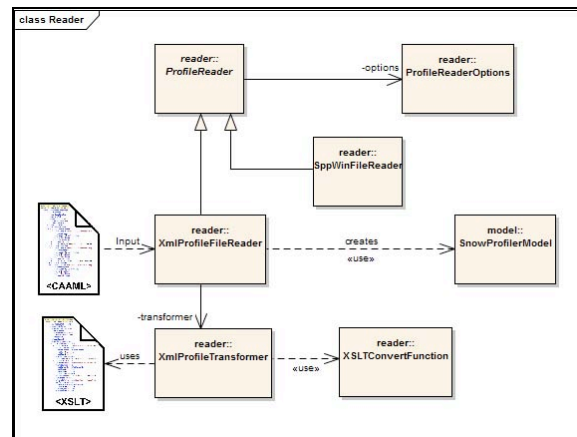 class Reader
reader::
ProfileReader
-options
reader::
ProfileReaderOptions
reader::
SppWinFileReader
<CAAML>
Input
reader::
XmlProfileFileReader
creates
«use»
model::
SnowProfilerModel
-transformer
<XSLT>
uses
reader::
XmlProfileTransformer
«use»
reader::
XSLTConvertFunction